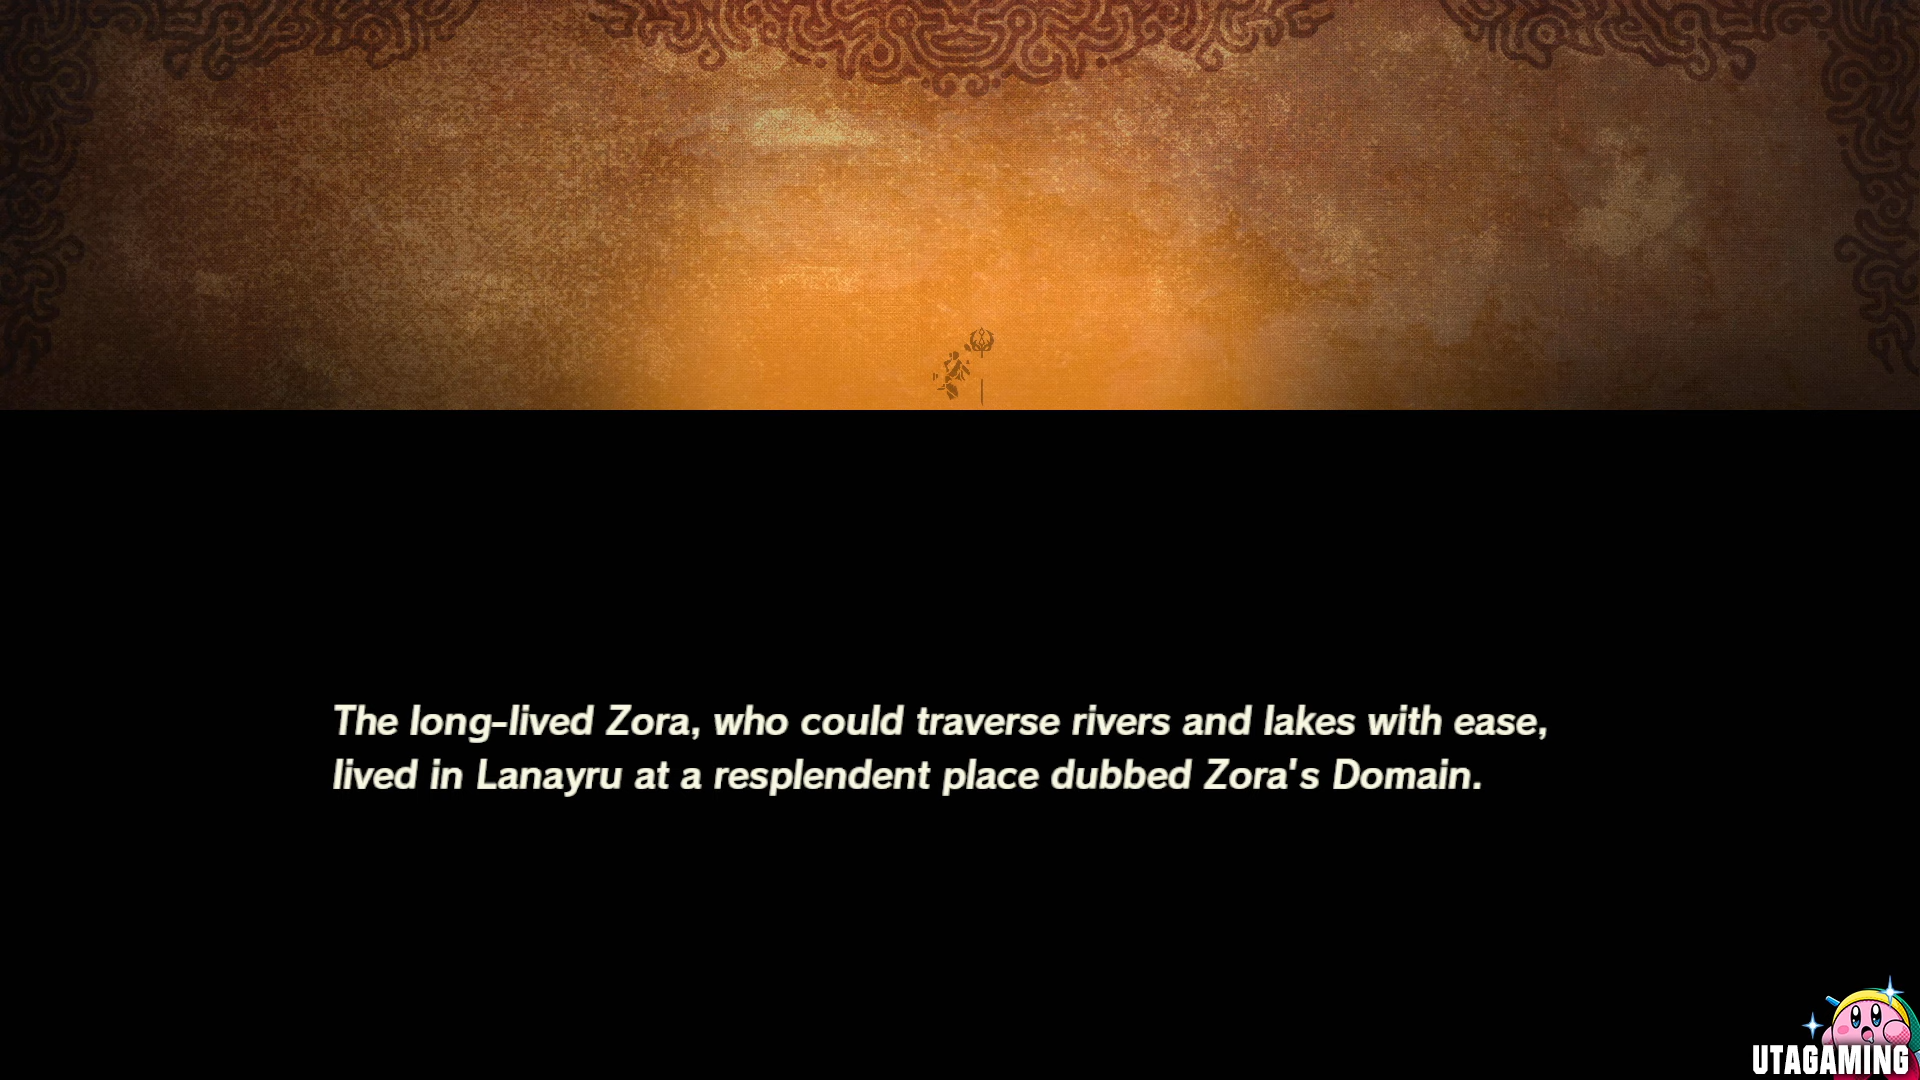 The long-lived Zora, who could traverse rivers and lakes with ease,
lived in Lanayru at a resplendent place dubbed Zora's Domain.
UTAGAMING